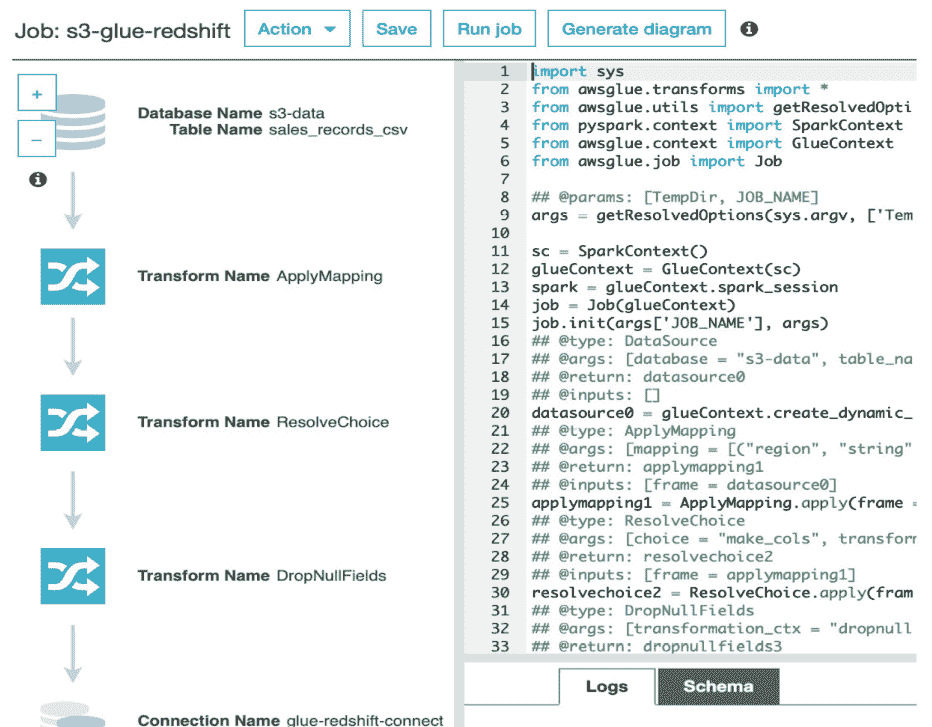 Job: s3-glue-redshift Action Save Run job Generate diagram i
+
−
i
Database Name s3-data
Table Name sales_records_csv
Transform Name ApplyMapping
Transform Name ResolveChoice
Transform Name DropNullFields
Connection Name glue-redshift-connect
1 import sys
2 from awsglue.transforms import *
3 from awsglue.utils import getResolvedOpti
4 from pyspark.context import SparkContext
5 from awsglue.context import GlueContext
6 from awsglue.job import Job
7
8 ## @params: [TempDir, JOB_NAME]
9 args = getResolvedOptions(sys.argv, ['Tem
10
11 sc = SparkContext()
12 glueContext = GlueContext(sc)
13 spark = glueContext.spark_session
14 job = Job(glueContext)
15 job.init(args['JOB_NAME'], args)
16 ## @type: DataSource
17 ## @args: [database = "s3-data", table_na
18 ## @return: datasource0
19 ## @inputs: []
20 datasource0 = glueContext.create_dynamic_
21 ## @type: ApplyMapping
22 ## @args: [mapping = [("region", "string"
23 ## @return: applymapping1
24 ## @inputs: [frame = datasource0]
25 applymapping1 = ApplyMapping.apply(frame =
26 ## @type: ResolveChoice
27 ## @args: [choice = "make_cols", transfor
28 ## @return: resolvechoice2
29 ## @inputs: [frame = applymapping1]
30 resolvechoice2 = ResolveChoice.apply(fram
31 ## @type: DropNullFields
32 ## @args: [transformation_ctx = "dropnull
33 ## @return: dropnullfields3
Logs Schema